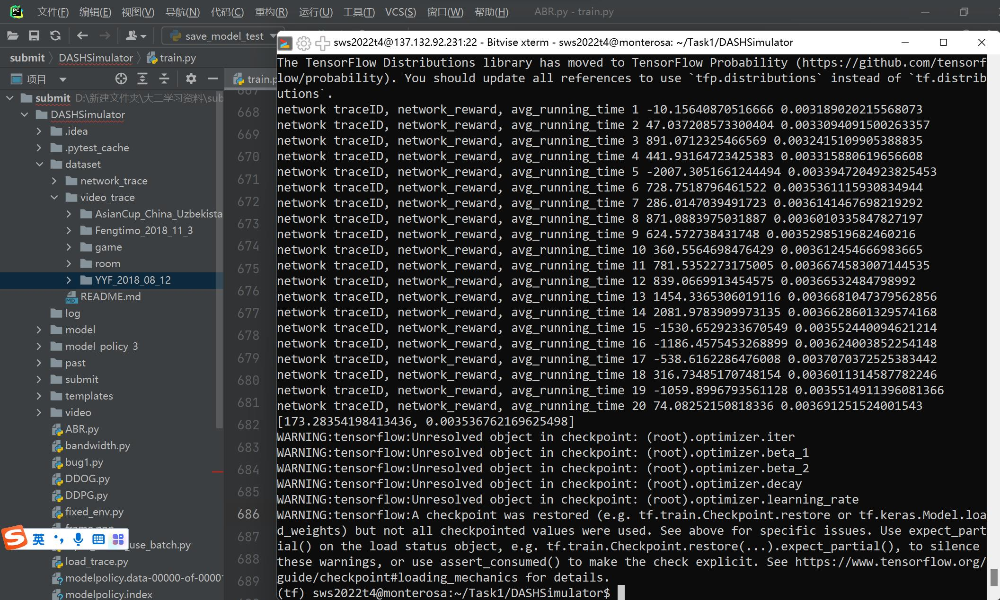 文件(F) 编辑(E) 视图(V) 导航(N) 代码(C) 重构(R) 运行(U) 工具(T) VCS(S) 窗口(W) 帮助(H) ABR.py - train.py
save_model_test
submit DASHSimulator train.py
项目
train.p
submit D:\新建文件夹\大二学习资料\sub
DASHSimulator
.idea
.pytest_cache
dataset
network_trace
video_trace
AsianCup_China_Uzbekista
Fengtimo_2018_11_3
game
room
YYF_2018_08_12
README.md
log
model
model_policy_3
past
submit
templates
video
ABR.py
bandwidth.py
bug1.py
DDOG.py
DDPG.py
fixed_env.py
frame.png
英
use_batch.py
load_trace.py
modelpolicy.data-00000-of-0000
modelpolicy.index
667
668
669
670
671
672
673
674
675
676
677
678
679
680
681
682
683
684
685
686
687
688
689
sws2022t4@137.132.92.231:22 - Bitvise xterm - sws2022t4@monterosa: ~/Task1/DASHSimulator
The TensorFlow Distributions library has moved to TensorFlow Probability (https://github.com/tensorf
low/probability). You should update all references to use `tfp.distributions` instead of `tf.distrib
utions`.
network traceID, network_reward, avg_running_time 1 -10.15640870516666 0.003189020215568073
network traceID, network_reward, avg_running_time 2 47.037208573300404 0.0033094091500263357
network traceID, network_reward, avg_running_time 3 891.0712325466569 0.0032415109905388835
network traceID, network_reward, avg_running_time 4 441.93164723425383 0.003315880619656608
network traceID, network_reward, avg_running_time 5 -2007.3051661244494 0.0033947204923825453
network traceID, network_reward, avg_running_time 6 728.7518796461522 0.0035361115930834944
network traceID, network_reward, avg_running_time 7 286.0147039491723 0.0036141467698219292
network traceID, network_reward, avg_running_time 8 871.0883975031887 0.0036010335847827197
network traceID, network_reward, avg_running_time 9 624.572738431748 0.0035298519682460216
network traceID, network_reward, avg_running_time 10 360.5564698476429 0.003612454666983665
network traceID, network_reward, avg_running_time 11 781.5352273175005 0.0036674583007144535
network traceID, network_reward, avg_running_time 12 839.0669913454575 0.00366532484798992
network traceID, network_reward, avg_running_time 13 1454.3365306019116 0.0036681047379562856
network traceID, network_reward, avg_running_time 14 2081.9783909973135 0.0036628601329574168
network traceID, network_reward, avg_running_time 15 -1530.6529233670549 0.003552440094621214
network traceID, network_reward, avg_running_time 16 -1186.4575453268899 0.003624003852254148
network traceID, network_reward, avg_running_time 17 -538.6162286476008 0.0037070372525383442
network traceID, network_reward, avg_running_time 18 316.73485170748154 0.0036011314587782246
network traceID, network_reward, avg_running_time 19 -1059.8996793561128 0.0035514911396081366
network traceID, network_reward, avg_running_time 20 74.08252150818336 0.003691251524001543
[173.28354198413436, 0.003536762169625498]
WARNING:tensorflow:Unresolved object in checkpoint: (root).optimizer.iter
WARNING:tensorflow:Unresolved object in checkpoint: (root).optimizer.beta_1
WARNING:tensorflow:Unresolved object in checkpoint: (root).optimizer.beta_2
WARNING:tensorflow:Unresolved object in checkpoint: (root).optimizer.decay
WARNING:tensorflow:Unresolved object in checkpoint: (root).optimizer.learning_rate
WARNING:tensorflow:A checkpoint was restored (e.g. tf.train.Checkpoint.restore or tf.keras.Model.loa
d_weights) but not all checkpointed values were used. See above for specific issues. Use expect_part
ial() on the load status object, e.g. tf.train.Checkpoint.restore(...).expect_partial(), to silence
these warnings, or use assert_consumed() to make the check explicit. See https://www.tensorflow.org/
guide/checkpoint#loading_mechanics for details.
(tf) sws2022t4@monterosa:~/Task1/DASHSimulator$